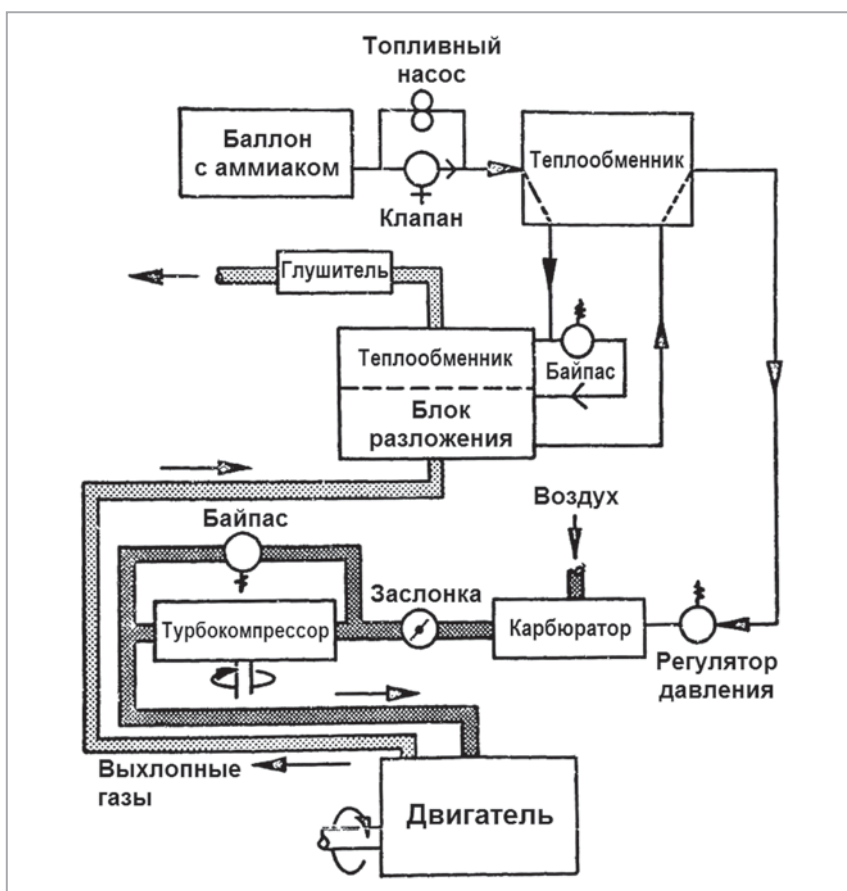 Топливный
насос
Баллон
с аммиаком
Теплообменник
Клапан
Глушитель
Теплообменник
Байпас
Блок
разложения
Воздух
Байпас
Заслонка
Турбокомпрессор
Карбюратор
Регулятор
давления
Выхлопные
газы
Двигатель